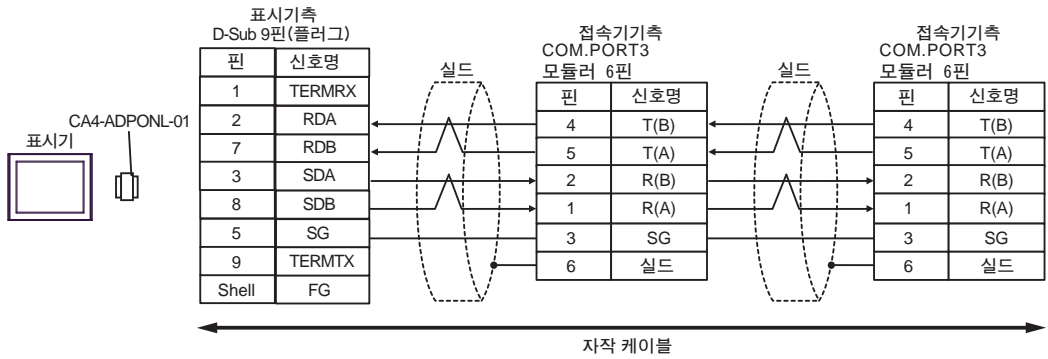 표시기측
D-Sub 9핀(플러그)
핀 신호명
1 TERMRX
2 RDA
7 RDB
3 SDA
8 SDB
5 SG
9 TERMTX
Shell FG
CA4-ADPONL-01
표시기
실드
접속기기측
COM.PORT3
모듈러 6핀
핀 신호명
4 T(B)
5 T(A)
2 R(B)
1 R(A)
3 SG
6 실드
실드
접속기기측
COM.PORT3
모듈러 6핀
핀 신호명
4 T(B)
5 T(A)
2 R(B)
1 R(A)
3 SG
6 실드
자작 케이블